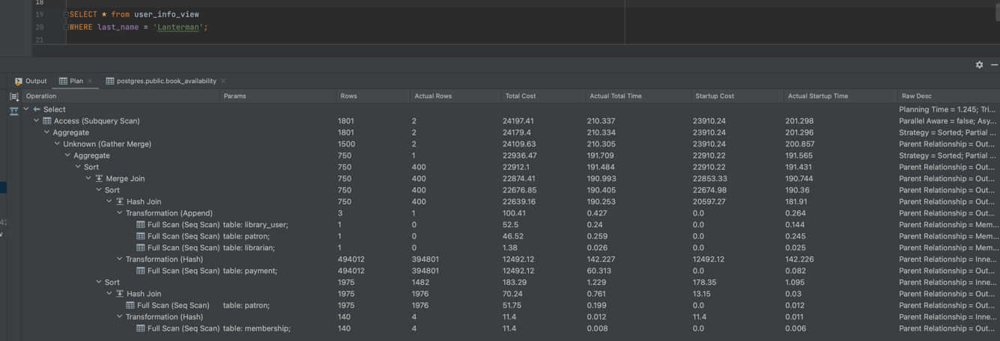 18
19 SELECT * from user_info_view
20 WHERE last_name = 'Lanterman';
21
Output Plan postgres.public.book_availability
Operation Params Rows Actual Rows Total Cost Actual Total Time Startup Cost Actual Startup Time Raw Desc
Select Planning Time = 1.245; Tri...
Access (Subquery Scan) 1801 2 24197.41 210.337 23910.24 201.298 Parallel Aware = false; Asy...
Aggregate 1801 2 24179.4 210.334 23910.24 201.296 Strategy = Sorted; Partial ...
Unknown (Gather Merge) 1500 2 24109.63 210.305 23910.24 200.857 Parent Relationship = Out...
Aggregate 750 1 22936.47 191.709 22910.22 191.565 Strategy = Sorted; Partial ...
Sort 750 400 22912.1 191.484 22910.22 191.431 Parent Relationship = Out...
Merge Join 750 400 22874.41 190.993 22853.33 190.744 Parent Relationship = Out...
Sort 750 400 22676.85 190.405 22674.98 190.36 Parent Relationship = Out...
Hash Join 750 400 22639.16 190.253 20597.27 181.91 Parent Relationship = Out...
Transformation (Append) 3 1 100.41 0.427 0.0 0.264 Parent Relationship = Out...
Full Scan (Seq Scan) table: library_user; 1 0 52.5 0.24 0.0 0.144 Parent Relationship = Mem...
Full Scan (Seq Scan) table: patron; 1 0 46.52 0.259 0.0 0.245 Parent Relationship = Mem...
Full Scan (Seq Scan) table: librarian; 1 0 1.38 0.026 0.0 0.025 Parent Relationship = Mem...
Transformation (Hash) 494012 394801 12492.12 142.227 12492.12 142.226 Parent Relationship = Inne...
Full Scan (Seq Scan) table: payment; 494012 394801 12492.12 60.313 0.0 0.082 Parent Relationship = Out...
Sort 1975 1482 183.29 1.229 178.35 1.095 Parent Relationship = Inne...
Hash Join 1975 1976 70.24 0.761 13.15 0.03 Parent Relationship = Out...
Full Scan (Seq Scan) table: patron; 1975 1976 51.75 0.199 0.0 0.012 Parent Relationship = Out...
Transformation (Hash) 140 4 11.4 0.012 11.4 0.011 Parent Relationship = Inne...
Full Scan (Seq Scan) table: membership; 140 4 11.4 0.008 0.0 0.006 Parent Relationship = Out...